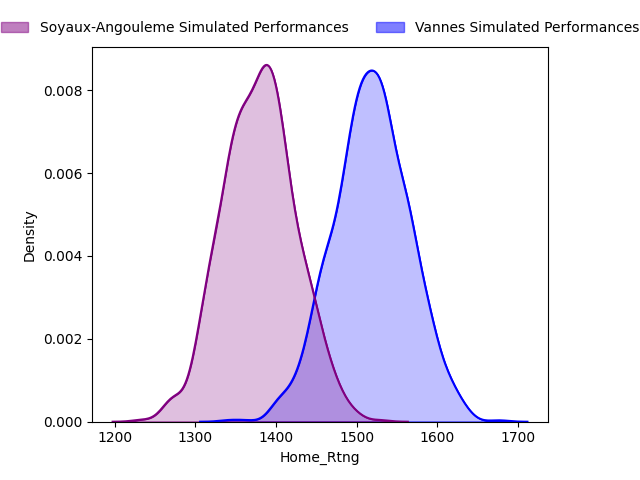 Soyaux-Angouleme Simulated Performances Vannes Simulated Performances
0.008
0.006
0.004
0.002
0.000
Density
1200 1300 1400 1500 1600 1700
Home_Rtng